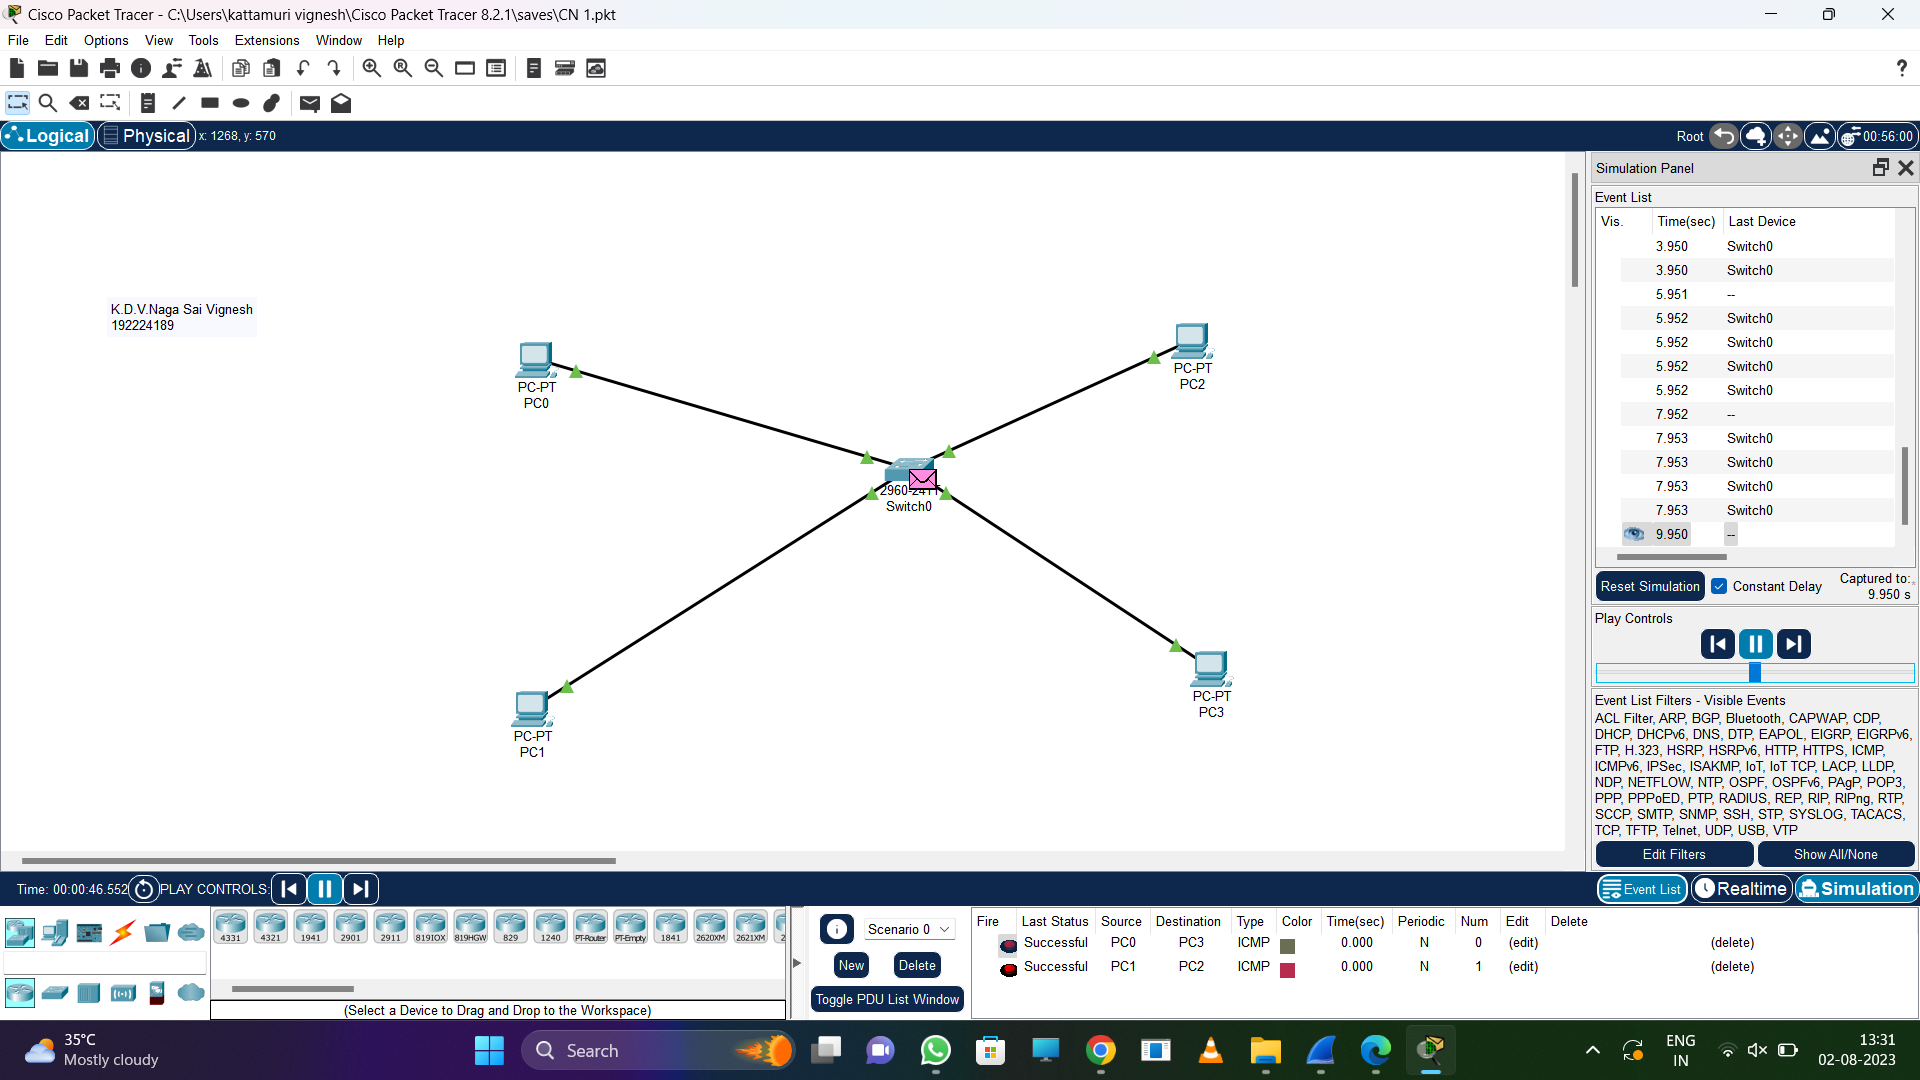 Cisco Packet Tracer - C:\Users\kattamuri vignesh\Cisco Packet Tracer 8.2.1\saves\CN 1.pkt
File Edit Options View Tools Extensions Window Help
?
Logical Physical x: 1268, y: 570 Root 00:56:00
Simulation Panel
Event List
Vis. Time(sec) Last Device
3.950 Switch0
3.950 Switch0
5.951 --
5.952 Switch0
5.952 Switch0
5.952 Switch0
5.952 Switch0
7.952 --
7.953 Switch0
7.953 Switch0
7.953 Switch0
7.953 Switch0
9.950 --
Reset Simulation Constant Delay Captured to:
9.950 s
Play Controls
Event List Filters - Visible Events
ACL Filter, ARP, BGP, Bluetooth, CAPWAP, CDP,
DHCP, DHCPv6, DNS, DTP, EAPOL, EIGRP, EIGRPv6,
FTP, H.323, HSRP, HSRPv6, HTTP, HTTPS, ICMP,
ICMPv6, IPSec, ISAKMP, IoT, IoT TCP, LACP, LLDP,
NDP, NETFLOW, NTP, OSPF, OSPFv6, PAgP, POP3,
PPP, PPPoED, PTP, RADIUS, REP, RIP, RIPng, RTP,
SCCP, SMTP, SNMP, SSH, STP, SYSLOG, TACACS,
TCP, TFTP, Telnet, UDP, USB, VTP
Edit Filters Show All/None
K.D.V.Naga Sai Vignesh
192224189
PC-PT
PC0
PC-PT
PC2
2960-24TT
Switch0
PC-PT
PC3
PC-PT
PC1
Time: 00:00:46.552 PLAY CONTROLS: Event List Realtime Simulation
4331 4321 1941 2901 2911 819IOX 819HGW 829 1240 PT-Router PT-Empty 1841 2620XM 2621XM
(Select a Device to Drag and Drop to the Workspace)
Scenario 0
New Delete
Toggle PDU List Window
Fire Last Status Source Destination Type Color Time(sec) Periodic Num Edit Delete
Successful PC0 PC3 ICMP 0.000 N 0 (edit) (delete)
Successful PC1 PC2 ICMP 0.000 N 1 (edit) (delete)
35°C
Mostly cloudy
Search
ENG
IN
13:31
02-08-2023